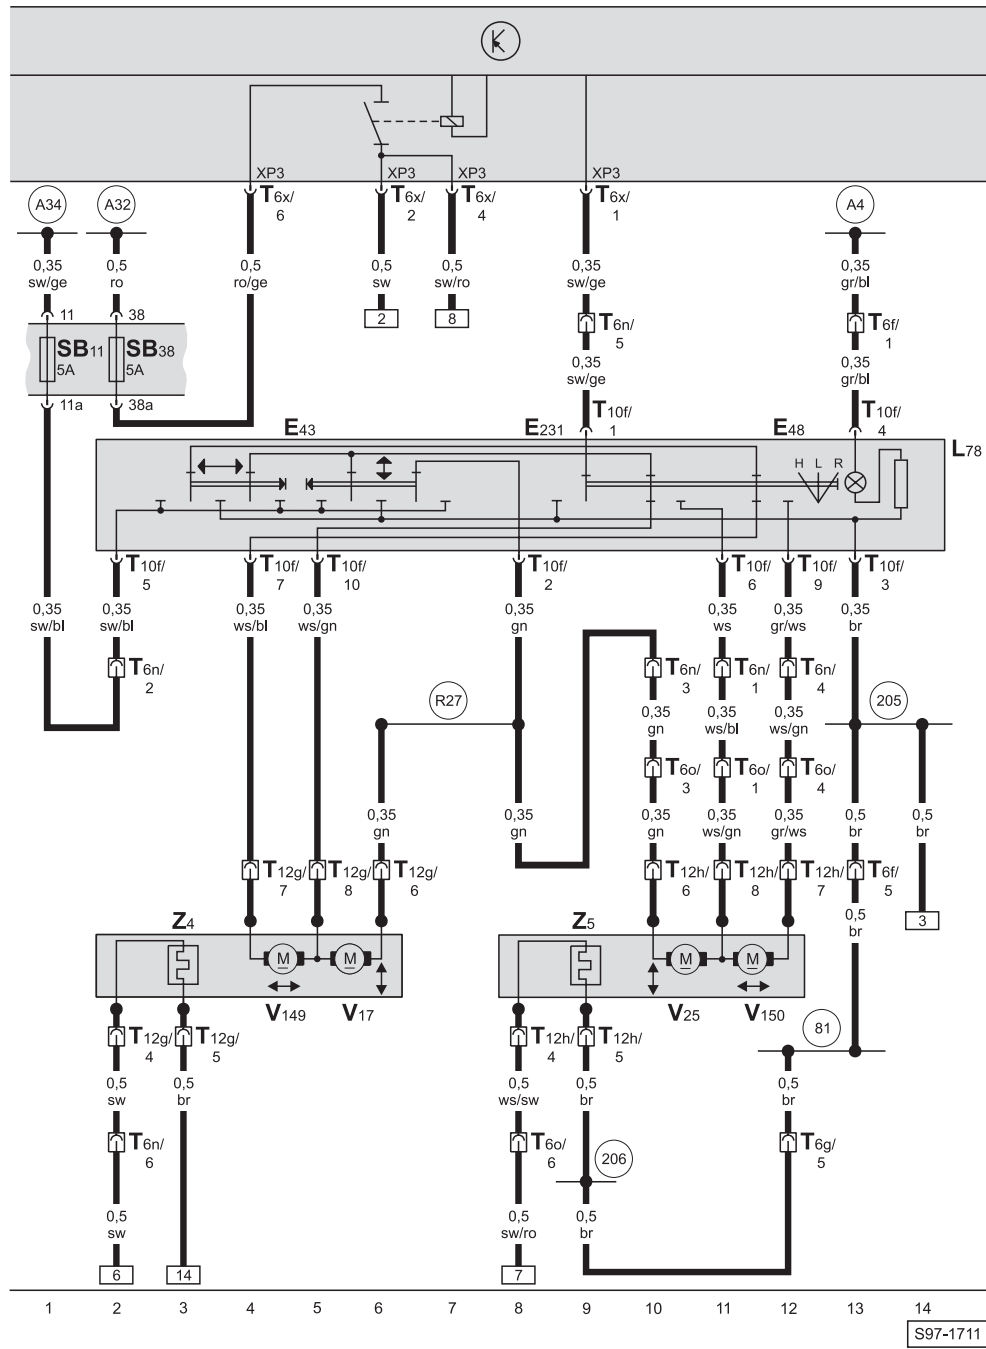 XP3 XP3 XP3 XP3
A34 A32 T6x/ T6x/ T6x/ T6x/ A4
6 2 4 1
0,35 0,5 0,5 0,5 0,5 0,35 0,35
sw/ge ro ro/ge sw sw/ro sw/ge gr/bl
11 38 2 8 T6n/ T6f/
5 1
SB11 SB38
5A 5A
0,35 0,35
sw/ge gr/bl
11a 38a T10f/ T10f/
E43 E231 1 E48 4
L78
H L R
T10f/ T10f/ T10f/ T10f/ T10f/ T10f/ T10f/
5 7 10 2 6 9 3
0,35 0,35 0,35 0,35 0,35 0,35 0,35 0,35
sw/bl sw/bl ws/bl ws/gn gn ws gr/ws br
T6n/ T6n/ T6n/ T6n/
2 3 1 4
R27 205
0,35 0,35 0,35
gn ws/bl ws/gn
T6o/ T6o/ T6o/
3 1 4
0,35 0,35 0,35 0,35 0,35 0,5 0,5
gn gn gn ws/gn gr/ws br br
T12g/ T12g/ T12g/ T12h/ T12h/ T12h/ T6f/
7 8 6 6 8 7 5
Z4 Z5 0,5 3
br
M M M M
V149 V17 V25 V150
T12g/ T12g/ T12h/ T12h/ 81
4 5 4 5
0,5 0,5 0,5 0,5 0,5
sw br ws/sw br br
T6n/ T6o/ T6g/
6 6 5
206
0,5 0,5 0,5
sw sw/ro br
6 14 7
1 2 3 4 5 6 7 8 9 10 11 12 13 14
S97-1711